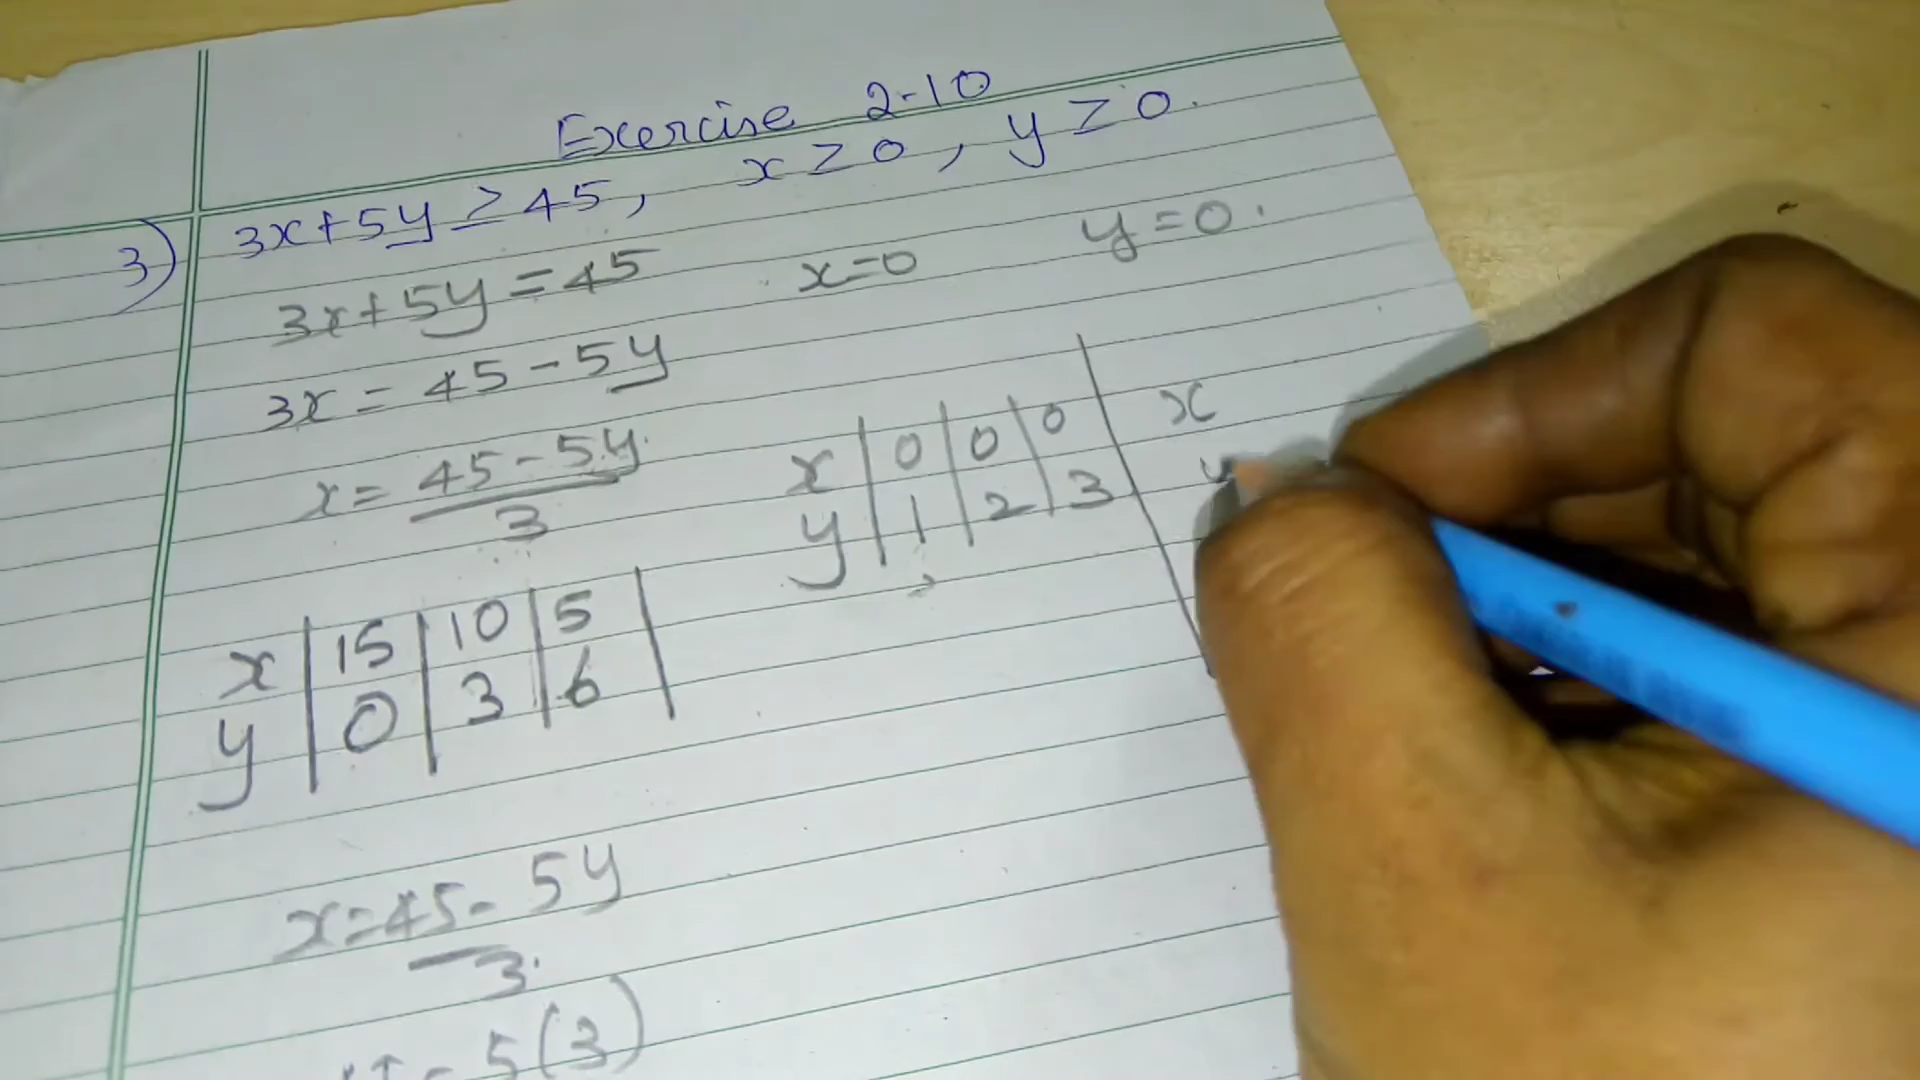 Exercise 2.10
3) 3x+5y ≥ 45, x ≥ 0, y ≥ 0.
3x+5y = 45 x=0 y=0.
3x = 45 - 5y
x = 45-5y / 3
x | 0 | 0 | 0 | x
y | 1 | 2 | 3 |
x | 15 | 10 | 5 |
y | 0 | 3 | 6 |
x = 45 - 5y / 3.
- 5(3)